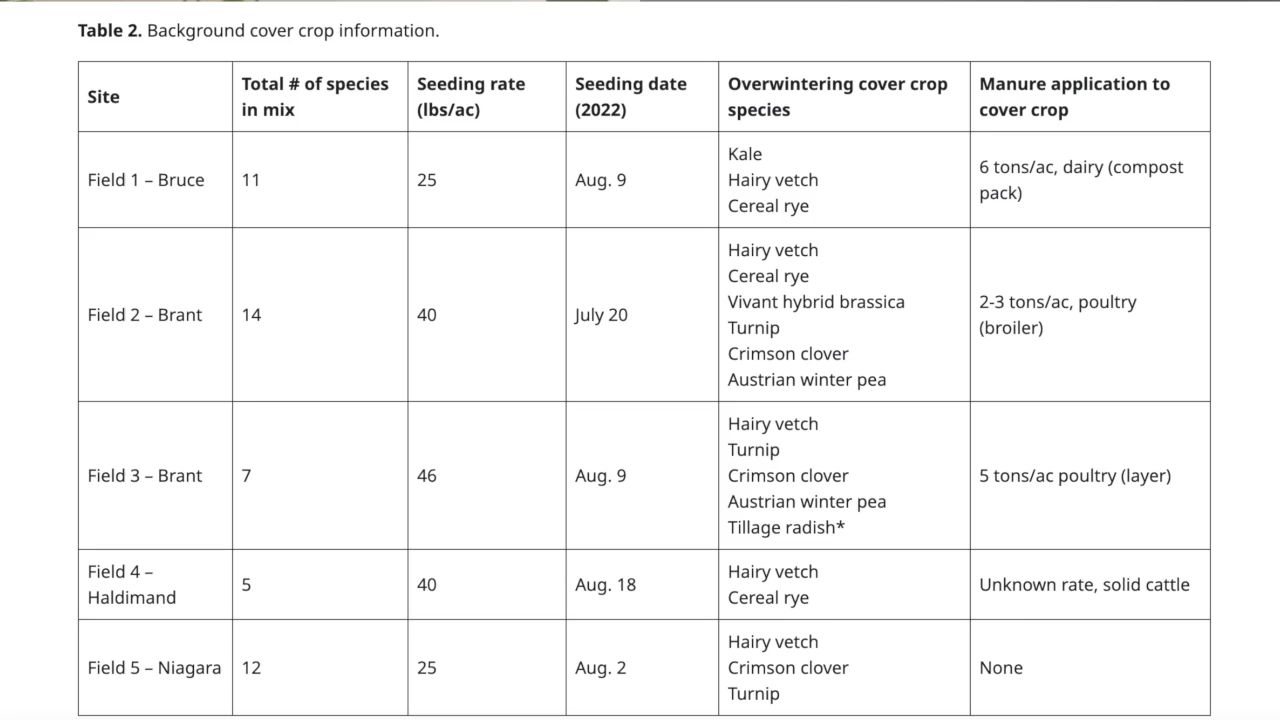 Table 2. Background cover crop information.
Site
Total # of species
in mix
Seeding rate
(lbs/ac)
Seeding date
(2022)
Overwintering cover crop
species
Manure application to
cover crop
Field 1 – Bruce
11
25
Aug. 9
Kale
Hairy vetch
Cereal rye
6 tons/ac, dairy (compost
pack)
Field 2 – Brant
14
40
July 20
Hairy vetch
Cereal rye
Vivant hybrid brassica
Turnip
Crimson clover
Austrian winter pea
2-3 tons/ac, poultry
(broiler)
Field 3 – Brant
7
46
Aug. 9
Hairy vetch
Turnip
Crimson clover
Austrian winter pea
Tillage radish*
5 tons/ac poultry (layer)
Field 4 –
Haldimand
5
40
Aug. 18
Hairy vetch
Cereal rye
Unknown rate, solid cattle
Field 5 – Niagara
12
25
Aug. 2
Hairy vetch
Crimson clover
Turnip
None